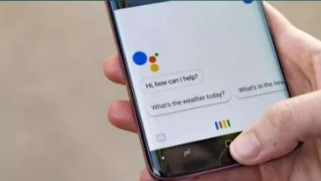 Hi, how can I help?
What's the weather today?
What's in the